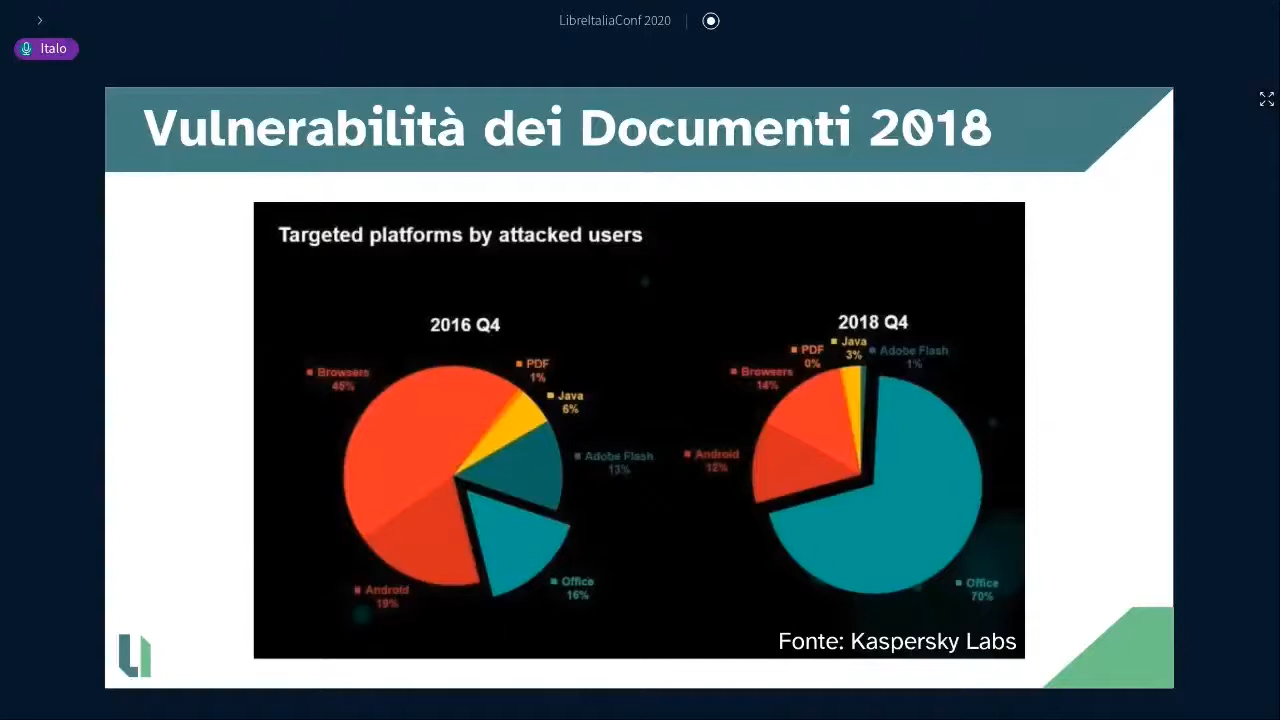 LibreItaliaConf 2020
Italo
Vulnerabilità dei Documenti 2018
Targeted platforms by attacked users
2016 Q4
Browsers
45%
PDF
1%
Java
6%
Adobe Flash
13%
Office
16%
Android
19%
2018 Q4
PDF
0%
Java
3%
Adobe Flash
1%
Browsers
14%
Android
12%
Office
70%
Fonte: Kaspersky Labs